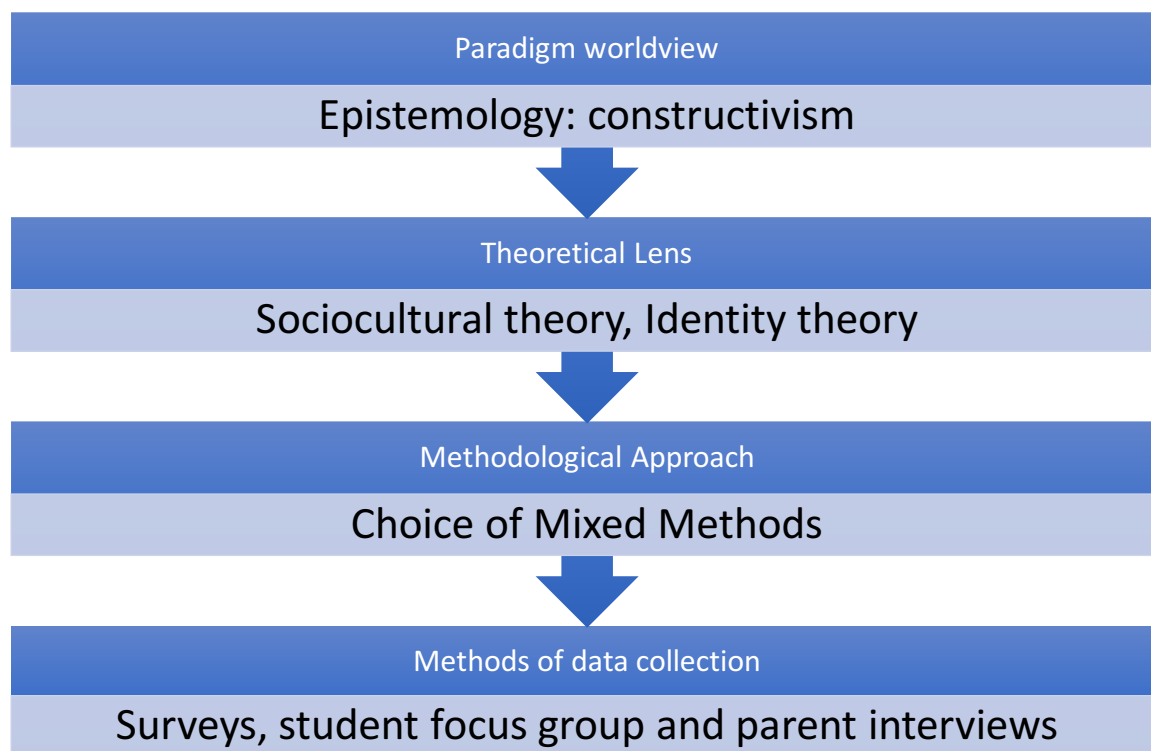 Paradigm worldview
Epistemology: constructivism
Theoretical Lens
Sociocultural theory, Identity theory
Methodological Approach
Choice of Mixed Methods
Methods of data collection
Surveys, student focus group and parent interviews